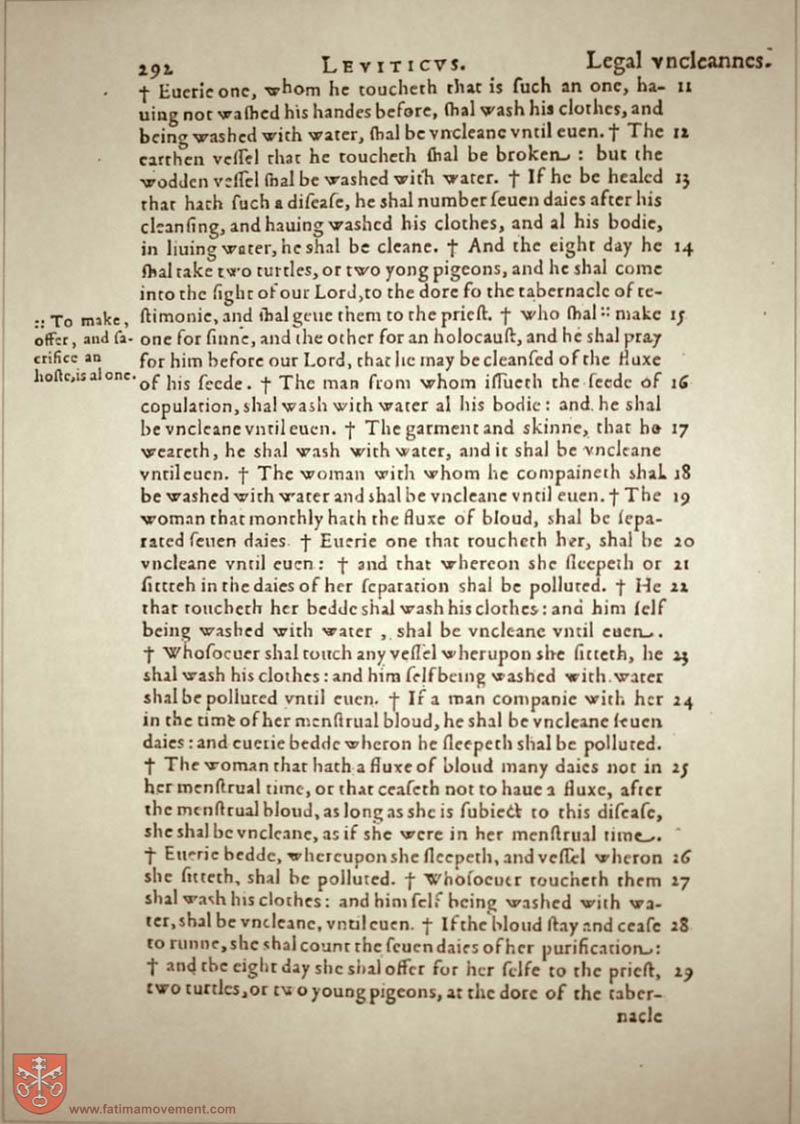 292 LEVITICVS. Legal vncleannes.
† Euerie one, whom he toucheth that is ſuch an one, ha- 11
uing not waſhed his handes before, ſhal wash his clothes, and
being washed with water, ſhal be vncleane vntil euen. † The 12
earthen veſſel that he toucheth ſhal be broken : but the
wodden veſſel ſhal be washed with water. † If he be healed 13
that hath ſuch a diſeaſe, he shal number ſeuen daies after his
cleanſing, and hauing washed his clothes, and al his bodie,
in liuing water, he shal be cleane. † And the eight day he 14
ſhal take two turtles, or two yong pigeons, and he shal come
into the ſight of our Lord, to the dore fo the tabernacle of te-
ſtimonie, and ſhal geue them to the prieſt. † who ſhal :: make 15
one for ſinne, and the other for an holocauſt, and he shal pray
for him before our Lord, that he may be cleanſed of the fluxe
of his ſeede. † The man from whom iſſueth the ſeede of 16
copulation, shal wash with water al his bodie: and he shal
be vncleane vntil euen. † The garment and skinne, that he 17
weareth, he shal wash with water, and it shal be vncleane
vntil euen. † The woman with whom he compaineth shal 18
be washed with water and shal be vncleane vntil euen. † The 19
woman that monthly hath the fluxe of bloud, shal be ſepa-
rated ſeuen daies. † Euerie one that toucheth her, shal be 20
vncleane vntil euen: † and that whereon she ſleepeth or 21
ſitteth in the daies of her ſeparation shal be polluted. † He 22
that toucheth her bedde shal wash his clothes: and him ſelf
being washed with water , shal be vncleane vntil euen.
† Whoſoeuer shal touch any veſſel wherupon she ſitteth, he 23
shal wash his clothes: and him ſelf being washed with water
shal be polluted vntil euen. † If a man companie with her 24
in the time of her menſtrual bloud, he shal be vncleane ſeuen
daies: and euerie bedde wheron he ſleepeth shal be polluted.
† The woman that hath a fluxe of bloud many daies not in 25
her menſtrual time, or that ceaſeth not to haue a fluxe, after
the menſtrual bloud, as long as she is ſubiect to this diſeaſe,
she shal be vncleane, as if she were in her menſtrual time.
† Euerie bedde, whereupon she ſleepeth, and veſſel wheron 26
she ſitteth, shal be polluted. † Whoſoeuer toucheth them 27
shal wash his clothes: and him ſelf being washed with wa-
ter, shal be vncleane, vntil euen. † If the bloud ſtay and ceaſe 28
to runne, she shal count the ſeuen daies of her purification:
† and the eight day she shal offer for her ſelfe to the prieſt, 29
two turtles, or two young pigeons, at the dore of the taber-
nacle
:: To make,
offer, and ſa-
crifice an
hoſte, is al one.
www.fatimamovement.com